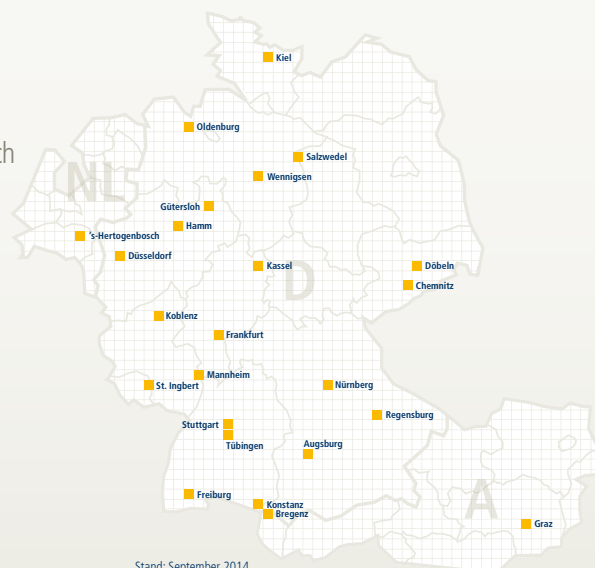 Kiel
Oldenburg
ch
Salzwedel
Wennigsen
NL
Gütersloh
Hamm
's-Hertogenbosch
Düsseldorf
Kassel
D
Döbeln
Chemnitz
Koblenz
Frankfurt
Mannheim
St. Ingbert
Nürnberg
Regensburg
Stuttgart
Tübingen
Augsburg
A
Freiburg
Konstanz
Bregenz
Graz
Stand: September 2014